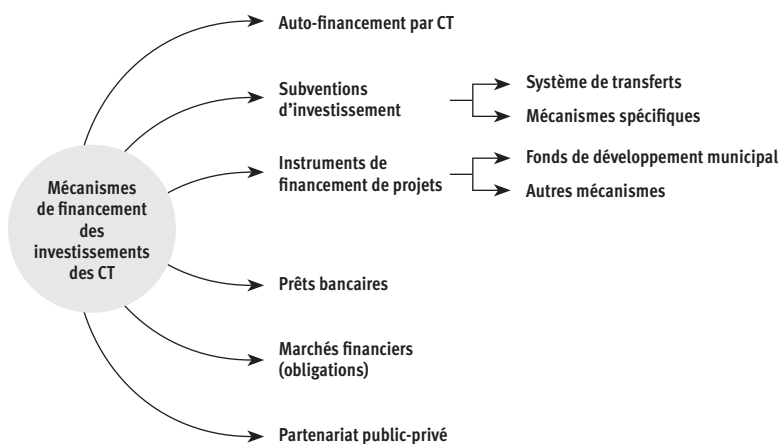 Auto-financement par CT
Subventions
d'investissement
Système de transferts
Mécanismes spécifiques
Instruments de
financement de projets
Fonds de développement municipal
Autres mécanismes
Mécanismes
de financement
des
investissements
des CT
Prêts bancaires
Marchés financiers
(obligations)
Partenariat public-privé